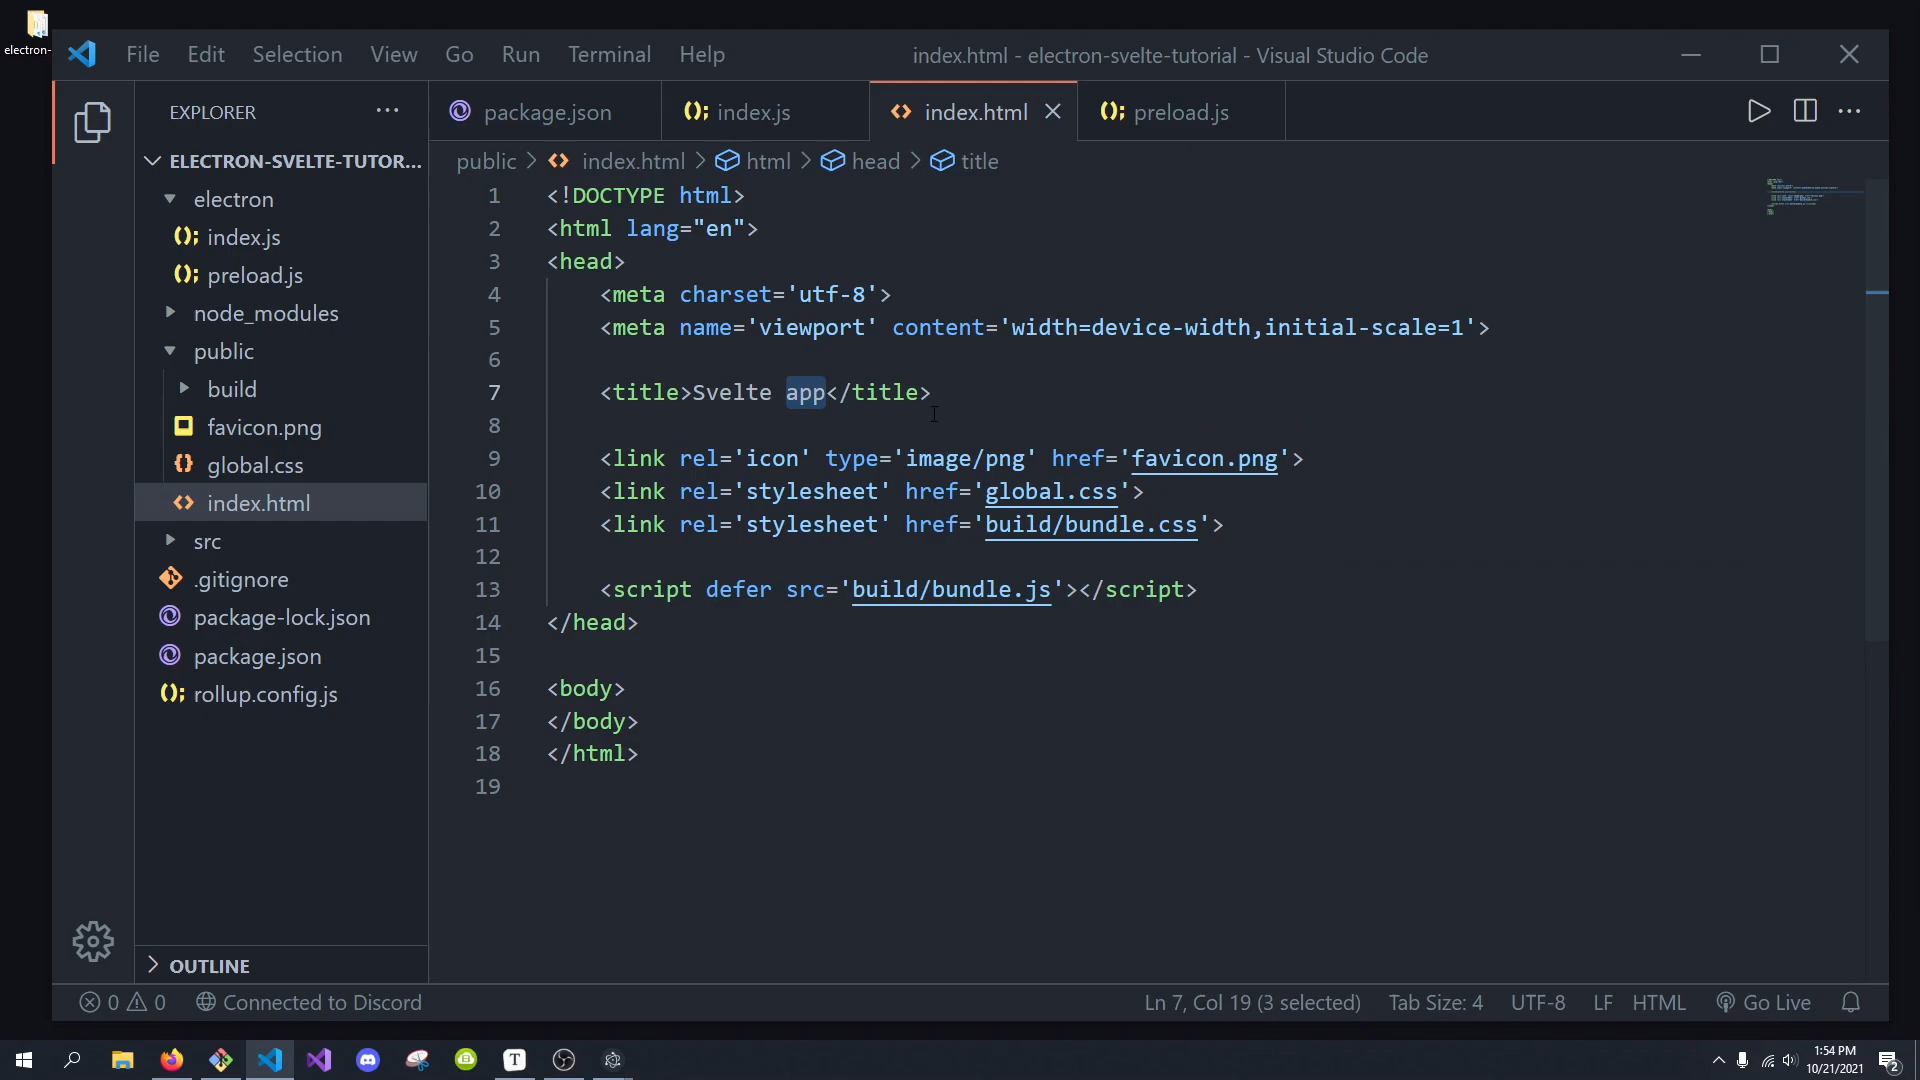 electron-
File Edit Selection View Go Run Terminal Help
index.html - electron-svelte-tutorial - Visual Studio Code
EXPLORER
package.json
index.js
index.html
preload.js
ELECTRON-SVELTE-TUTOR...
public > index.html > html > head > title
electron
index.js
preload.js
node_modules
public
build
favicon.png
global.css
index.html
src
.gitignore
package-lock.json
package.json
rollup.config.js
OUTLINE
1 <!DOCTYPE html>
2 <html lang="en">
3 <head>
4 <meta charset='utf-8'>
5 <meta name='viewport' content='width=device-width,initial-scale=1'>
6
7 <title>Svelte app</title>
8
9 <link rel='icon' type='image/png' href='favicon.png'>
10 <link rel='stylesheet' href='global.css'>
11 <link rel='stylesheet' href='build/bundle.css'>
12
13 <script defer src='build/bundle.js'></script>
14 </head>
15
16 <body>
17 </body>
18 </html>
19
0 0 Connected to Discord
Ln 7, Col 19 (3 selected) Tab Size: 4 UTF-8 LF HTML Go Live
T
1:54 PM
10/21/2021
2